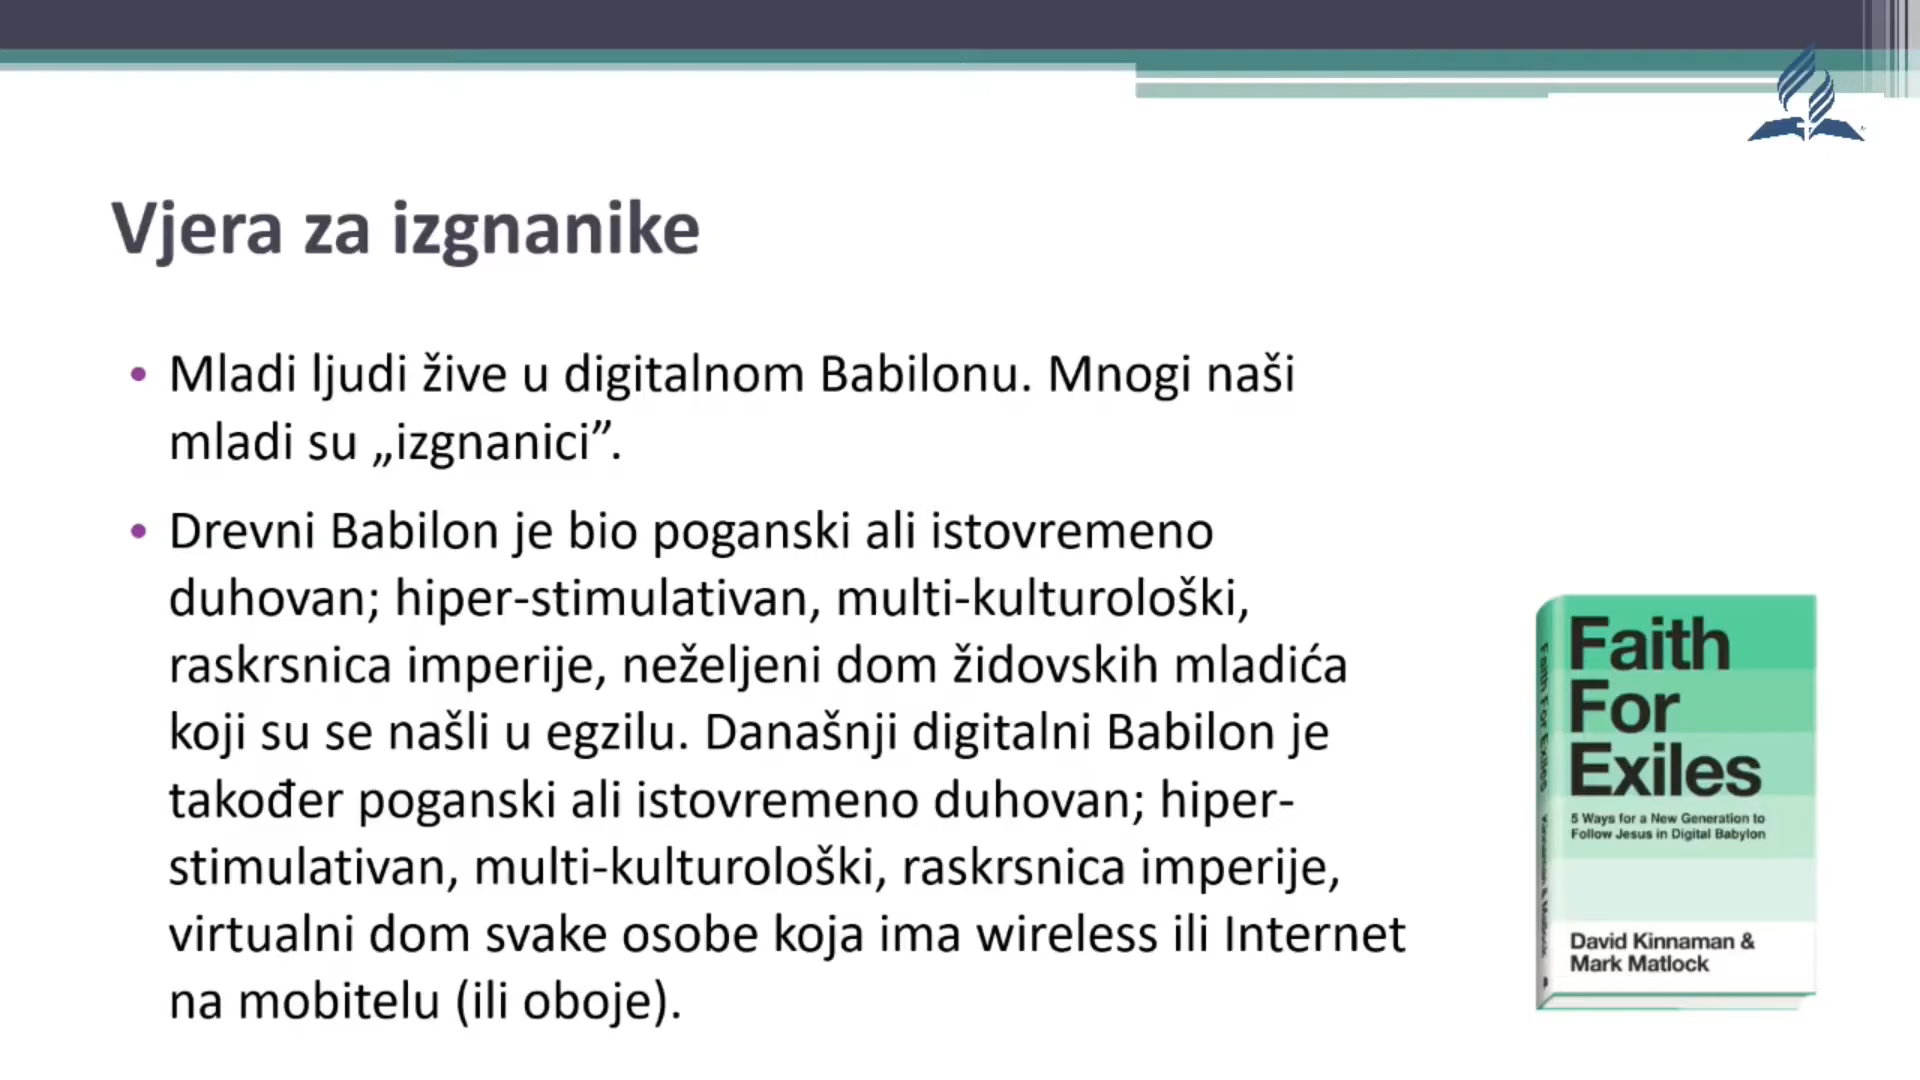 Vjera za izgnanike
• Mladi ljudi žive u digitalnom Babilonu. Mnogi naši
mladi su „izgnanici”.
• Drevni Babilon je bio poganski ali istovremeno
duhovan; hiper-stimulativan, multi-kulturološki,
raskrsnica imperije, neželjeni dom židovskih mladića
koji su se našli u egzilu. Današnji digitalni Babilon je
također poganski ali istovremeno duhovan; hiper-
stimulativan, multi-kulturološki, raskrsnica imperije,
virtualni dom svake osobe koja ima wireless ili Internet
na mobitelu (ili oboje).
Faith
For
Exiles
5 Ways for a New Generation to
Follow Jesus in Digital Babylon
David Kinnaman &
Mark Matlock
Faith For Exiles